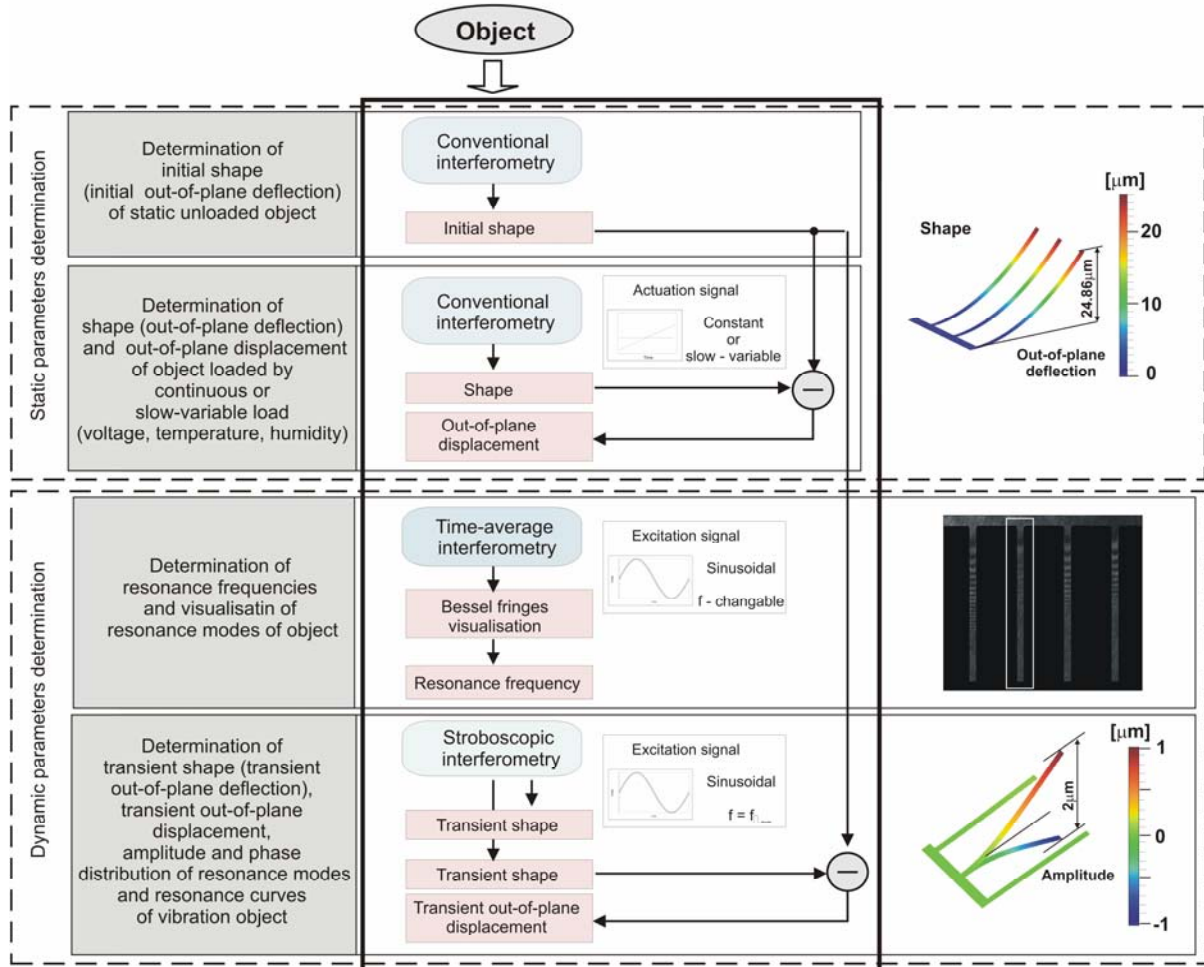 Object
Static parameters determination
Determination of
initial shape
(initial out-of-plane deflection)
of static unloaded object
Conventional
interferometry
Initial shape
Determination of
shape (out-of-plane deflection)
and out-of-plane displacement
of object loaded by
continuous or
slow-variable load
(voltage, temperature, humidity)
Conventional
interferometry
Shape
Out-of-plane
displacement
Actuation signal
Constant
or
slow - variable
Time
[μm]
Shape
20
10
0
24.86μm
Out-of-plane
deflection
Dynamic parameters determination
Determination of
resonance frequencies
and visualisatin of
resonance modes of object
Time-average
interferometry
Bessel fringes
visualisation
Resonance frequency
Excitation signal
Sinusoidal
f - changable
Determination of
transient shape (transient
out-of-plane deflection),
transient out-of-plane
displacement,
amplitude and phase
distribution of resonance modes
and resonance curves
of vibration object
Stroboscopic
interferometry
Transient shape
Transient shape
Transient out-of-plane
displacement
Excitation signal
Sinusoidal
f = f
[μm]
1
0
-1
2μm
Amplitude